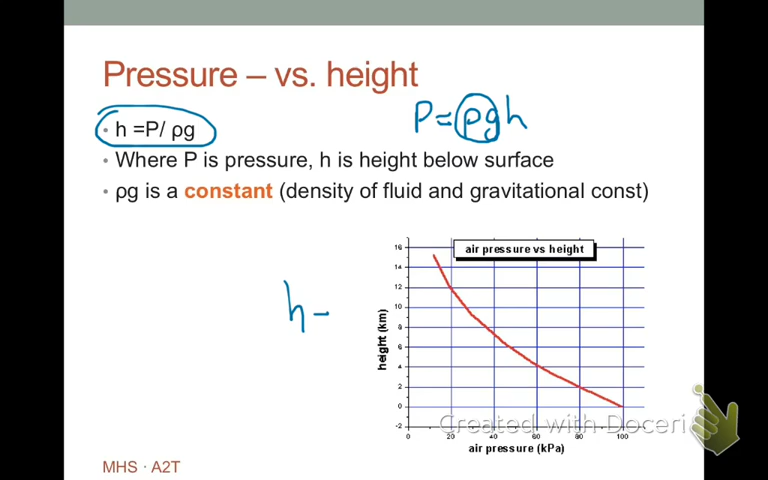 Pressure – vs. height
• h =P/ ρg
P=ρgh
• Where P is pressure, h is height below surface
• ρg is a constant (density of fluid and gravitational const)
h -
air pressure vs height
16
14
12
10
8
6
4
2
0
-2
height (km)
0 20 40 60 80 100
air pressure (kPa)
Created with Doceri
MHS · A2T